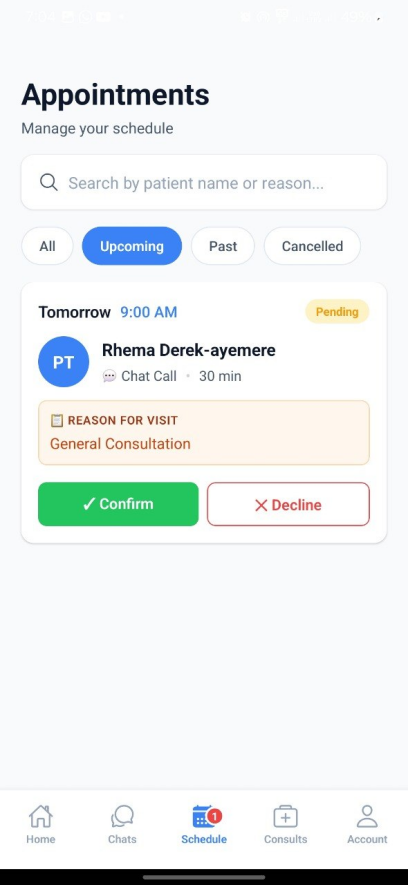 Appointments
Manage your schedule
Search by patient name or reason...
All Upcoming Past Cancelled
Tomorrow 9:00 AM Pending
PT
Rhema Derek-ayemere
Chat Call • 30 min
REASON FOR VISIT
General Consultation
✓ Confirm ✕ Decline
1
Home Chats Schedule Consults Account